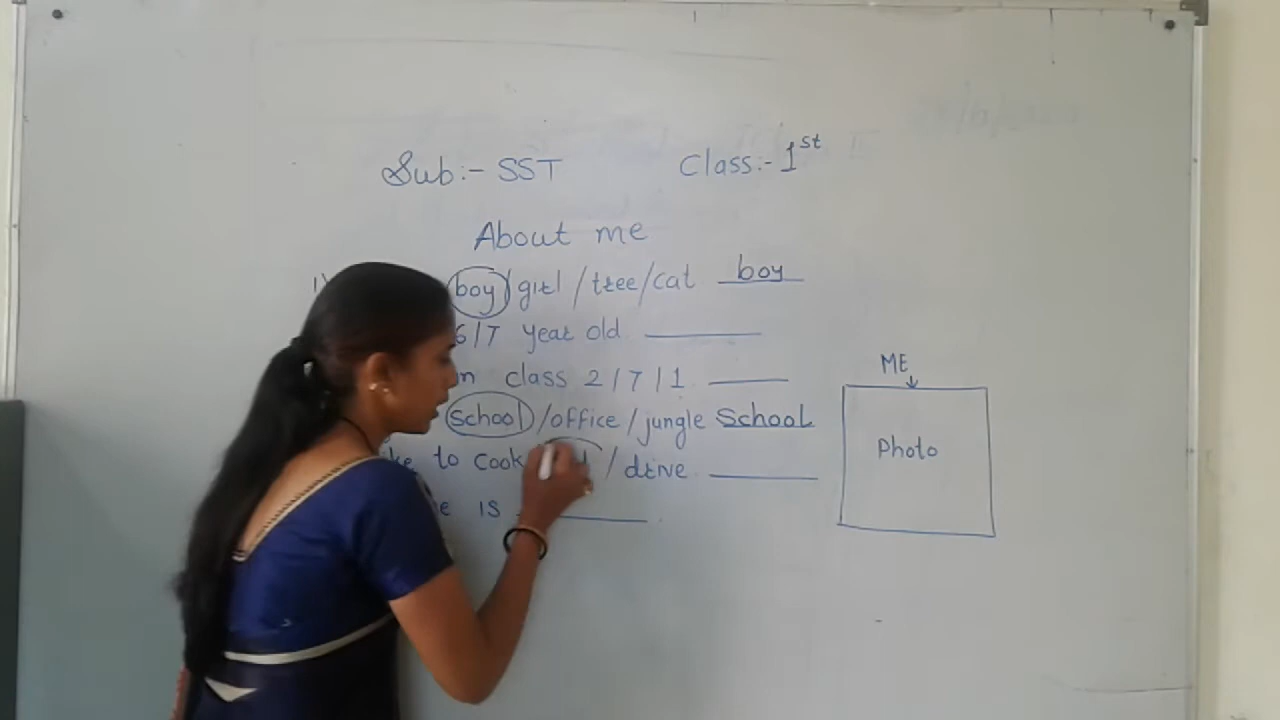 Sub:- SST Class:- 1st
About me
1) boy/girl/tree/cat boy
6/7 year old
class 2/7/1
school/office/jungle School
to cook / drive
is
ME
Photo